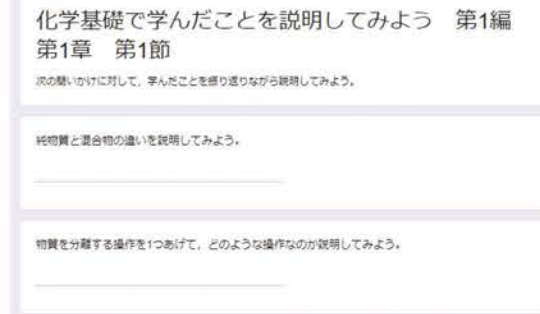 化学基礎で学んだことを説明してみよう　第1編
第1章　第1節
次の問いかけに対して，学んだことを振り返りながら説明してみよう。
純物質と混合物の違いを説明してみよう。
物質を分離する操作を1つあげて，どのような操作なのか説明してみよう。